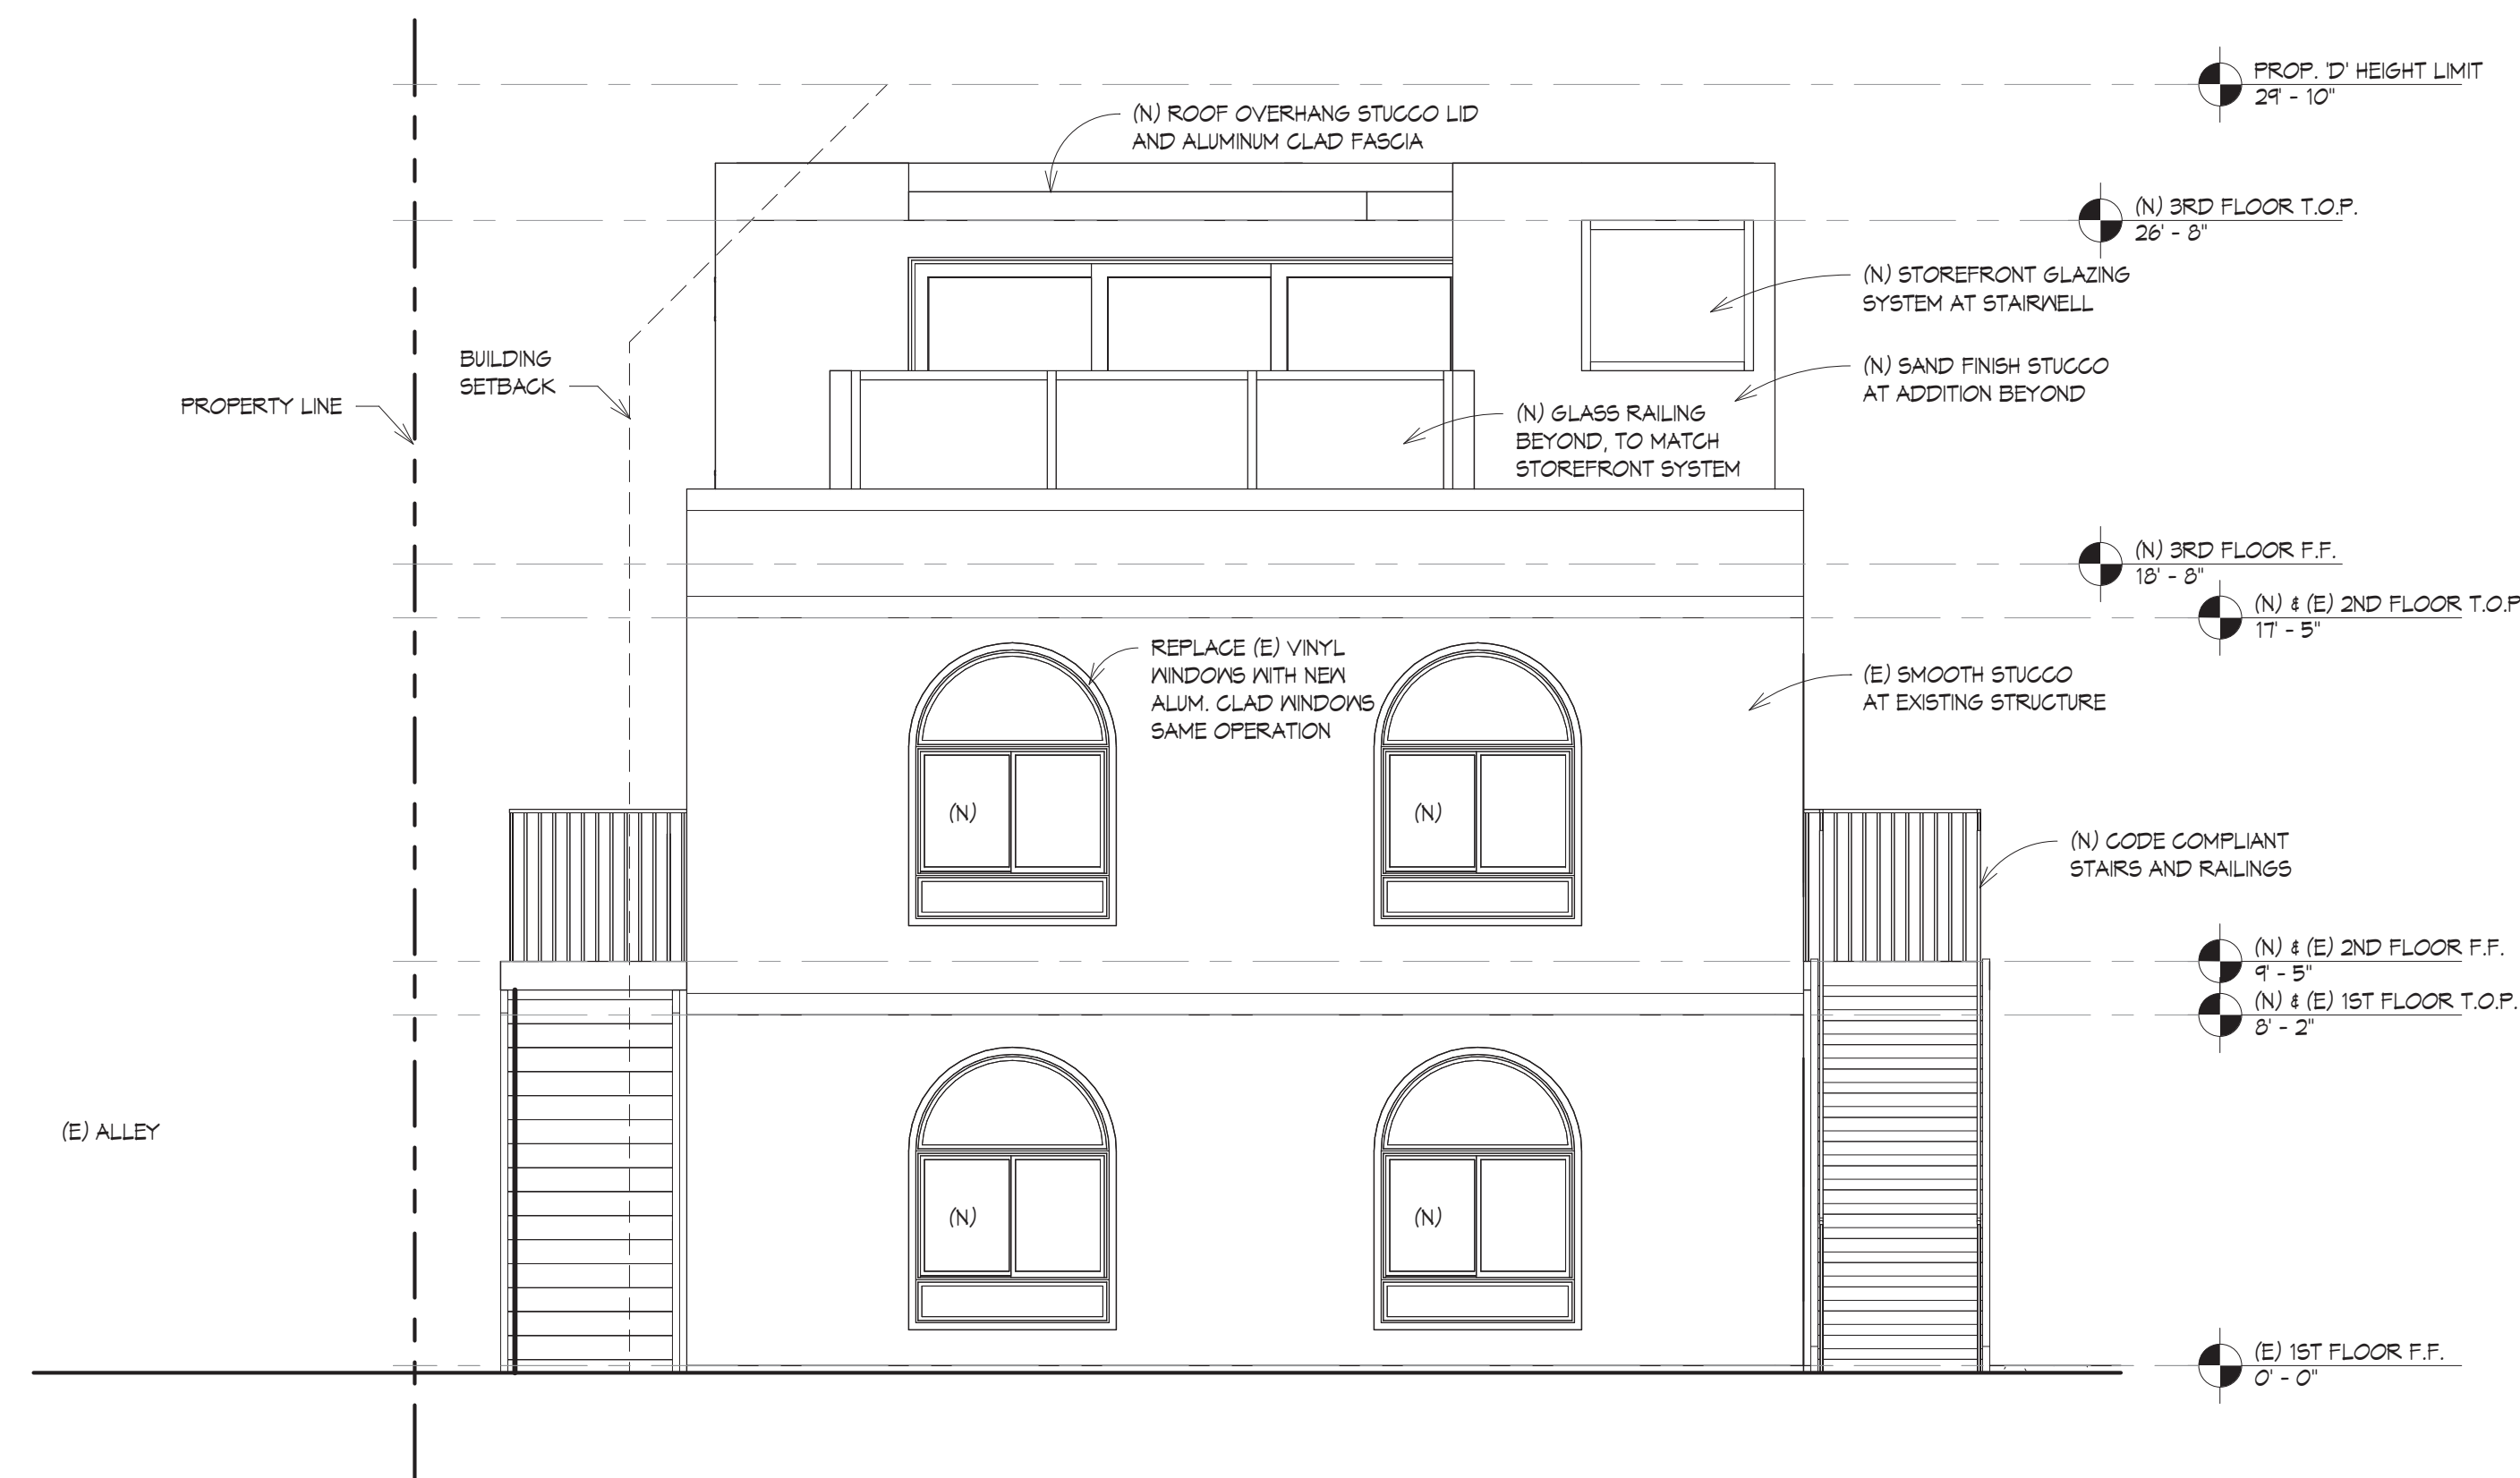 PROP. 'D' HEIGHT LIMIT
29' - 10"
(N) ROOF OVERHANG STUCCO LID
AND ALUMINUM CLAD FASCIA
(N) 3RD FLOOR T.O.P.
26' - 8"
(N) STOREFRONT GLAZING
SYSTEM AT STAIRWELL
BUILDING
SETBACK
(N) SAND FINISH STUCCO
AT ADDITION BEYOND
PROPERTY LINE
(N) GLASS RAILING
BEYOND, TO MATCH
STOREFRONT SYSTEM
(N) 3RD FLOOR F.F.
18' - 8"
(N) & (E) 2ND FLOOR T.O.P
17' - 5"
REPLACE (E) VINYL
WINDOWS WITH NEW
ALUM. CLAD WINDOWS
SAME OPERATION
(E) SMOOTH STUCCO
AT EXISTING STRUCTURE
(N)
(N)
(N) CODE COMPLIANT
STAIRS AND RAILINGS
(N) & (E) 2ND FLOOR F.F.
9' - 5"
(N) & (E) 1ST FLOOR T.O.P.
8' - 2"
(E) ALLEY
(N)
(N)
(E) 1ST FLOOR F.F.
0' - 0"